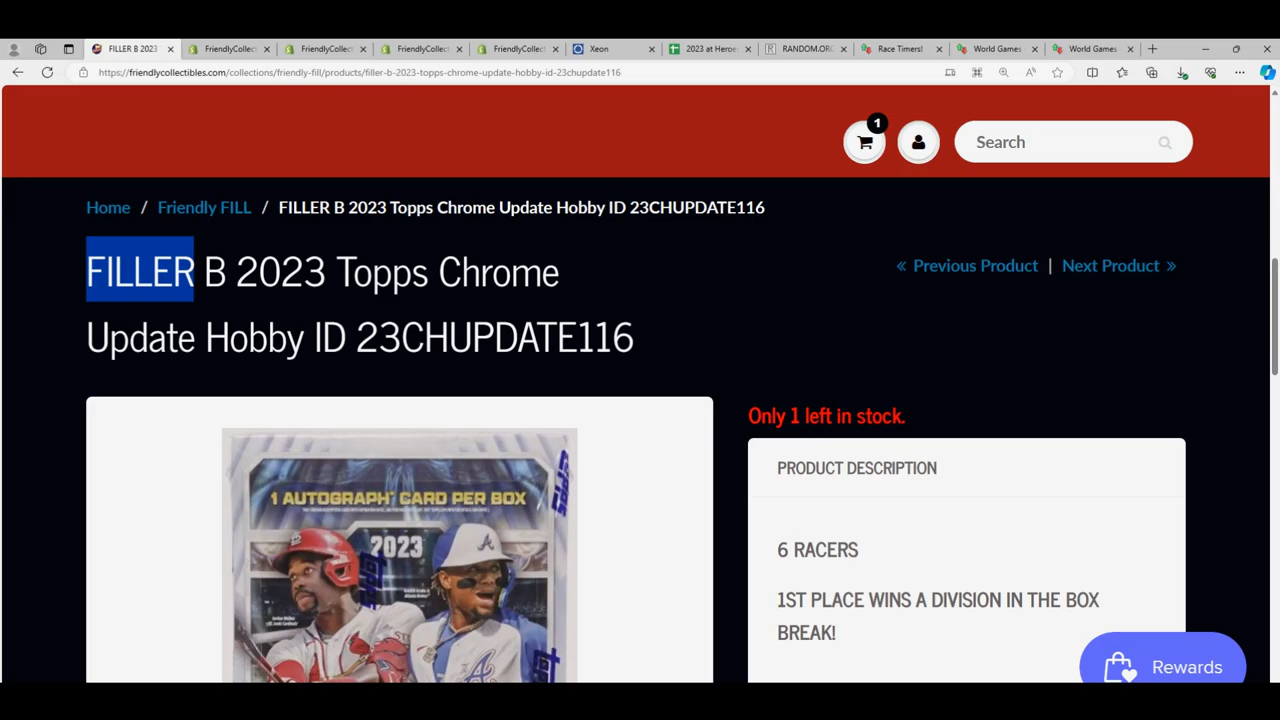 FILLER B 2023
FriendlyCollect
FriendlyCollect
FriendlyCollect
FriendlyCollect
Xeon
2023 at Heroe
RANDOM.OR
Race Timers!
World Games
World Games
https://friendlycollectibles.com/collections/friendly-fill/products/filler-b-2023-topps-chrome-update-hobby-id-23chupdate116
1
Search
Home / Friendly FILL / FILLER B 2023 Topps Chrome Update Hobby ID 23CHUPDATE116
FILLER B 2023 Topps Chrome
Update Hobby ID 23CHUPDATE116
« Previous Product | Next Product »
Only 1 left in stock.
PRODUCT DESCRIPTION
6 RACERS
1ST PLACE WINS A DIVISION IN THE BOX
BREAK!
Rewards
1 AUTOGRAPH CARD PER BOX
2023
topps
topps